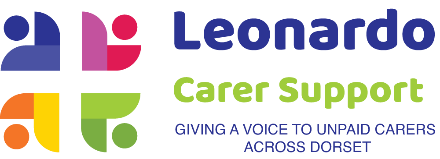 Leonardo
Carer Support
GIVING A VOICE TO UNPAID CARERS
ACROSS DORSET